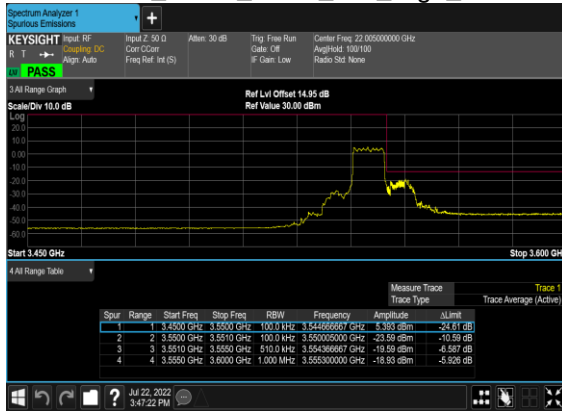 Spectrum Analyzer 1
Spurious Emissions
+
KEYSIGHT Input: RF Input Z: 50 Ω Atten: 30 dB Trig: Free Run Center Freq: 22.005000000 GHz
R T Coupling: DC Corr CCorr Gate: Off Avg|Hold: 100/100
Align: Auto Freq Ref: Int (S) IF Gain: Low Radio Std: None
PASS
3 All Range Graph
Ref Lvl Offset 14.95 dB
Scale/Div 10.0 dB Ref Value 30.00 dBm
Log
20.0
10.0
0.00
-10.0
-20.0
-30.0
-40.0
-50.0
-60.0
Start 3.450 GHz Stop 3.600 GHz
4 All Range Table
Measure Trace Trace 1
Trace Type Trace Average (Active)
Spur Range Start Freq Stop Freq RBW Frequency Amplitude ΔLimit
1 1 3.4500 GHz 3.5500 GHz 100.0 kHz 3.544666667 GHz 5.393 dBm -24.61 dB
2 2 3.5500 GHz 3.5510 GHz 100.0 kHz 3.550005000 GHz -23.59 dBm -10.59 dB
3 3 3.5510 GHz 3.5550 GHz 510.0 kHz 3.554366667 GHz -19.59 dBm -6.587 dB
4 4 3.5550 GHz 3.6000 GHz 1.000 MHz 3.555300000 GHz -18.93 dBm -5.926 dB
? Jul 22, 2022
3:47:22 PM